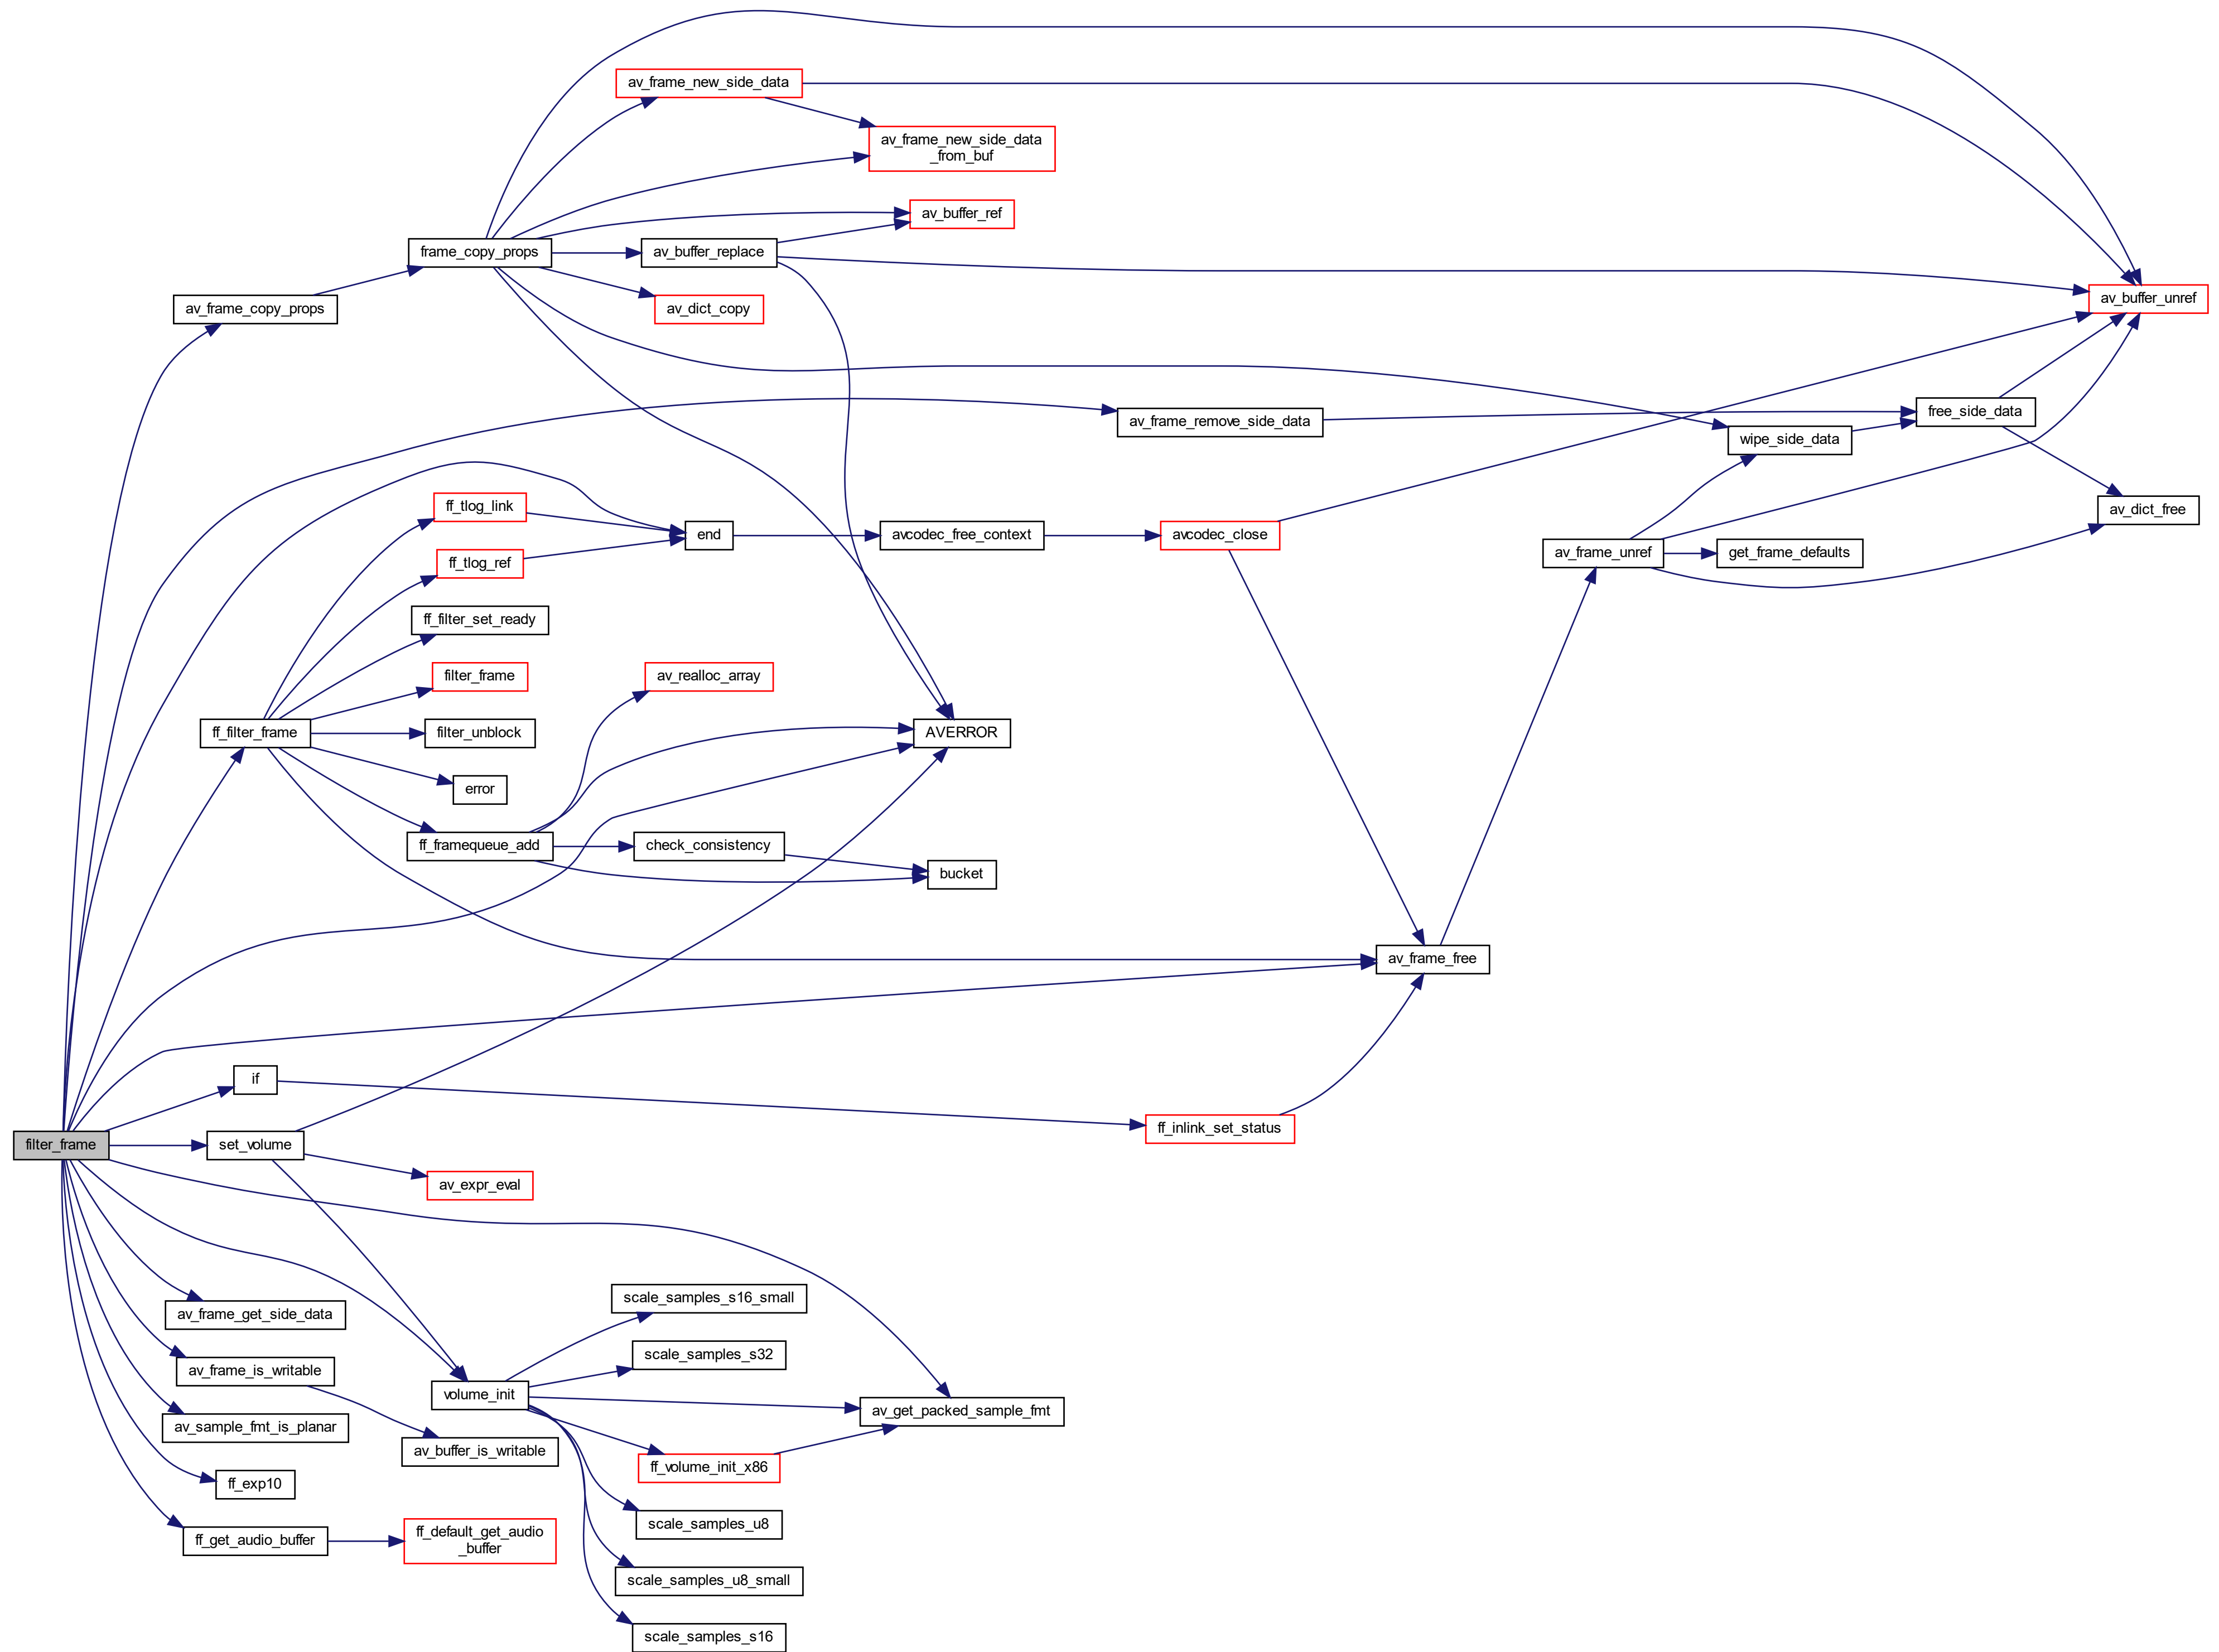 av_frame_new_side_data
av_frame_new_side_data
_from_buf
av_buffer_ref
frame_copy_props
av_buffer_replace
av_buffer_unref
av_frame_copy_props
av_dict_copy
av_frame_remove_side_data
free_side_data
wipe_side_data
ff_tlog_link
av_dict_free
end
avcodec_free_context
avcodec_close
ff_tlog_ref
av_frame_unref
get_frame_defaults
ff_filter_set_ready
filter_frame
av_realloc_array
ff_filter_frame
filter_unblock
AVERROR
error
ff_framequeue_add
check_consistency
bucket
av_frame_free
if
ff_inlink_set_status
filter_frame
set_volume
av_expr_eval
av_frame_get_side_data
scale_samples_s16_small
scale_samples_s32
av_frame_is_writable
volume_init
av_get_packed_sample_fmt
av_sample_fmt_is_planar
av_buffer_is_writable
ff_volume_init_x86
ff_exp10
scale_samples_u8
ff_get_audio_buffer
ff_default_get_audio
_buffer
scale_samples_u8_small
scale_samples_s16